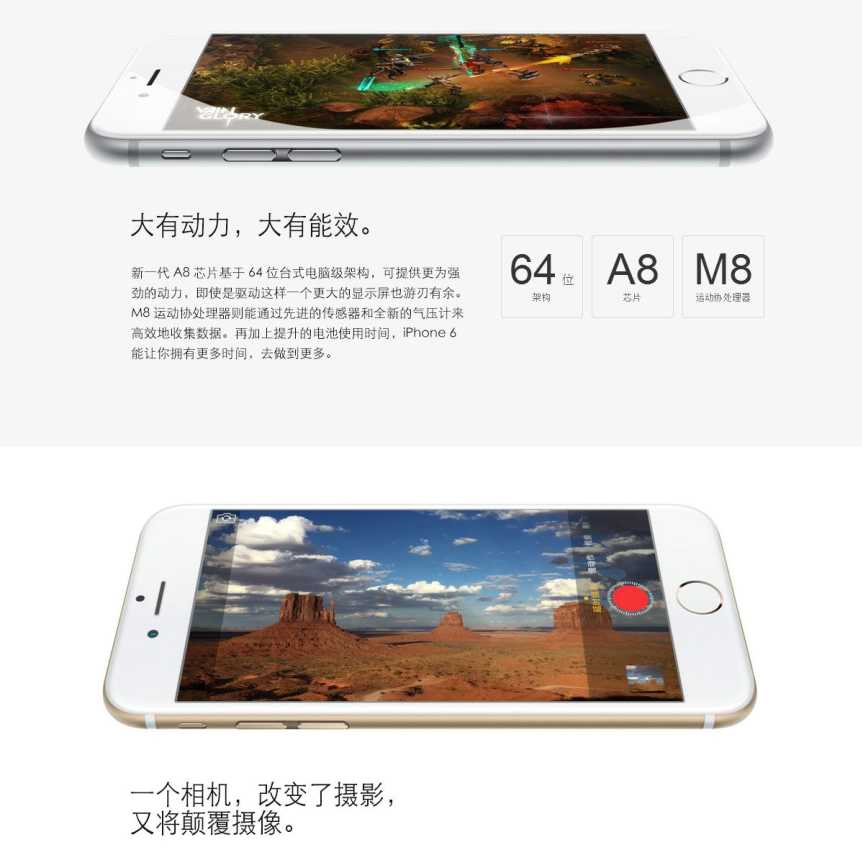 VAIN
GLORY
大有动力，大有能效。
新一代 A8 芯片基于 64 位台式电脑级架构，可提供更为强
劲的动力，即使是驱动这样一个更大的显示屏也游刃有余。
M8 运动协处理器则能通过先进的传感器和全新的气压计来
高效地收集数据。再加上提升的电池使用时间，iPhone 6
能让你拥有更多时间，去做到更多。
64 位
架构
A8
芯片
M8
运动协处理器
一个相机，改变了摄影，
又将颠覆摄像。